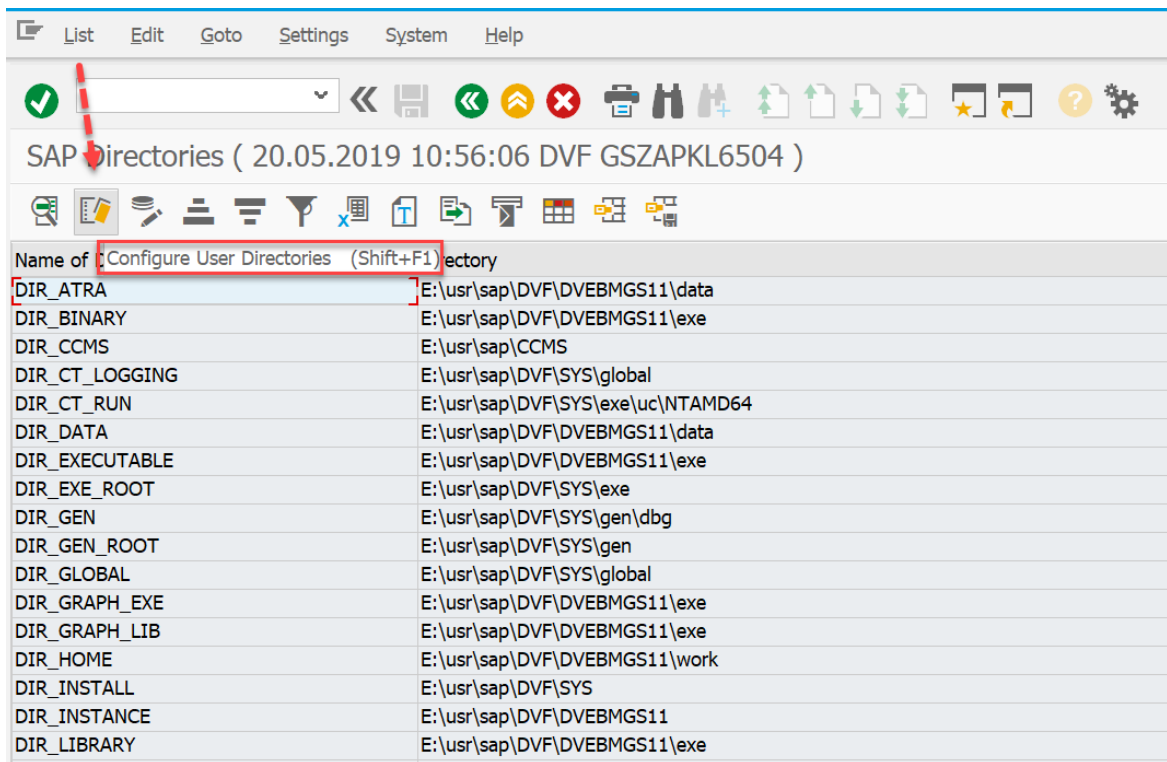 List Edit Goto Settings System Help
SAP Directories ( 20.05.2019 10:56:06 DVF GSZAPKL6504 )
Name of ectory
Configure User Directories (Shift+F1)
DIR_ATRA E:\usr\sap\DVF\DVEBMGS11\data
DIR_BINARY E:\usr\sap\DVF\DVEBMGS11\exe
DIR_CCMS E:\usr\sap\CCMS
DIR_CT_LOGGING E:\usr\sap\DVF\SYS\global
DIR_CT_RUN E:\usr\sap\DVF\SYS\exe\uc\NTAMD64
DIR_DATA E:\usr\sap\DVF\DVEBMGS11\data
DIR_EXECUTABLE E:\usr\sap\DVF\DVEBMGS11\exe
DIR_EXE_ROOT E:\usr\sap\DVF\SYS\exe
DIR_GEN E:\usr\sap\DVF\SYS\gen\dbg
DIR_GEN_ROOT E:\usr\sap\DVF\SYS\gen
DIR_GLOBAL E:\usr\sap\DVF\SYS\global
DIR_GRAPH_EXE E:\usr\sap\DVF\DVEBMGS11\exe
DIR_GRAPH_LIB E:\usr\sap\DVF\DVEBMGS11\exe
DIR_HOME E:\usr\sap\DVF\DVEBMGS11\work
DIR_INSTALL E:\usr\sap\DVF\SYS
DIR_INSTANCE E:\usr\sap\DVF\DVEBMGS11
DIR_LIBRARY E:\usr\sap\DVF\DVEBMGS11\exe